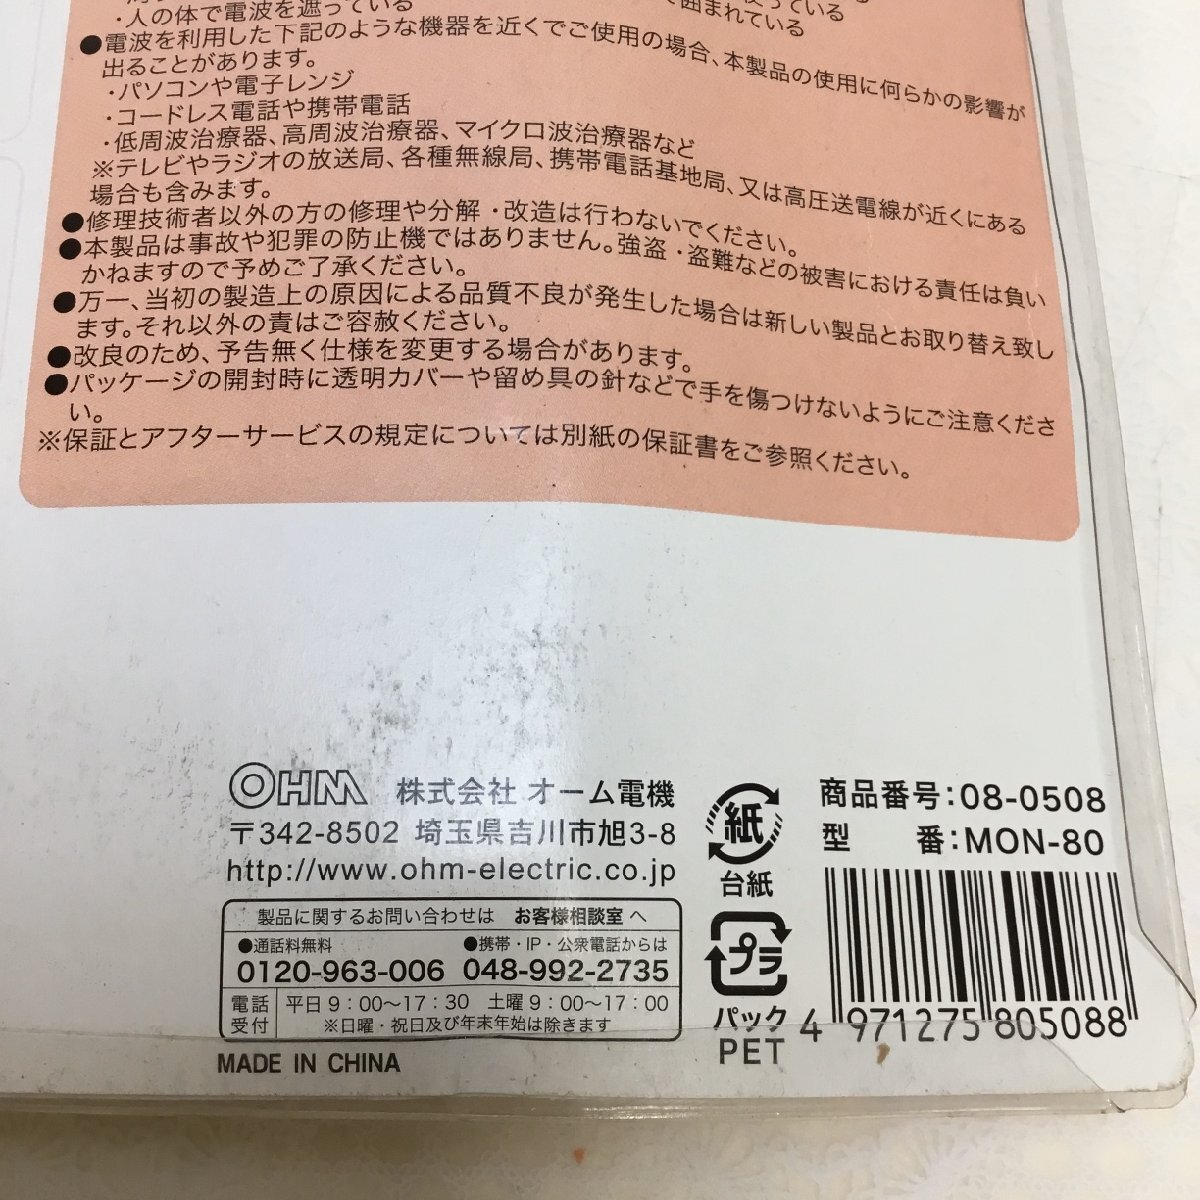 ・人の体で電波を遮っている
囲まれている
●電波を利用した下記のような機器を近くでご使用の場合、本製品の使用に何らかの影響が
出ることがあります。
・パソコンや電子レンジ
・コードレス電話や携帯電話
・低周波治療器、高周波治療器、マイクロ波治療器など
※テレビやラジオの放送局、各種無線局、携帯電話基地局、又は高圧送電線が近くにある
場合も含みます。
●修理技術者以外の方の修理や分解・改造は行わないでください。
●本製品は事故や犯罪の防止機ではありません。強盗・盗難などの被害における責任は負い
かねますので予めご了承ください。
●万一、当初の製造上の原因による品質不良が発生した場合は新しい製品とお取り替え致し
ます。それ以外の責はご容赦ください。
●改良のため、予告無く仕様を変更する場合があります。
●パッケージの開封時に透明カバーや留め具の針などで手を傷つけないようにご注意くださ
い。
※保証とアフターサービスの規定については別紙の保証書をご参照ください。
OHM 株式会社 オーム電機
〒342-8502 埼玉県吉川市旭3-8
http://www.ohm-electric.co.jp
製品に関するお問い合わせは お客様相談室へ
●通話料無料 ●携帯・IP・公衆電話からは
0120-963-006 048-992-2735
電話受付 平日9:00〜17:30 土曜9:00〜17:00
※日曜・祝日及び年末年始は除きます
MADE IN CHINA
紙
台紙
プラ
パック
PET
商品番号:08-0508
型 番:MON-80
4 971275 805088